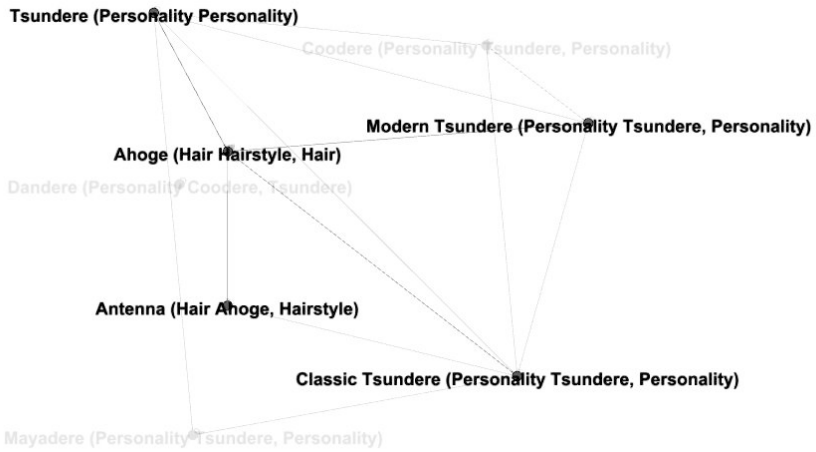 Tsundere (Personality Personality)
Coodere (Personality Tsundere, Personality)
Modern Tsundere (Personality Tsundere, Personality)
Ahoge (Hair Hairstyle, Hair)
Dandere (Personality Coodere, Tsundere)
Antenna (Hair Ahoge, Hairstyle)
Classic Tsundere (Personality Tsundere, Personality)
Mayadere (Personality Tsundere, Personality)